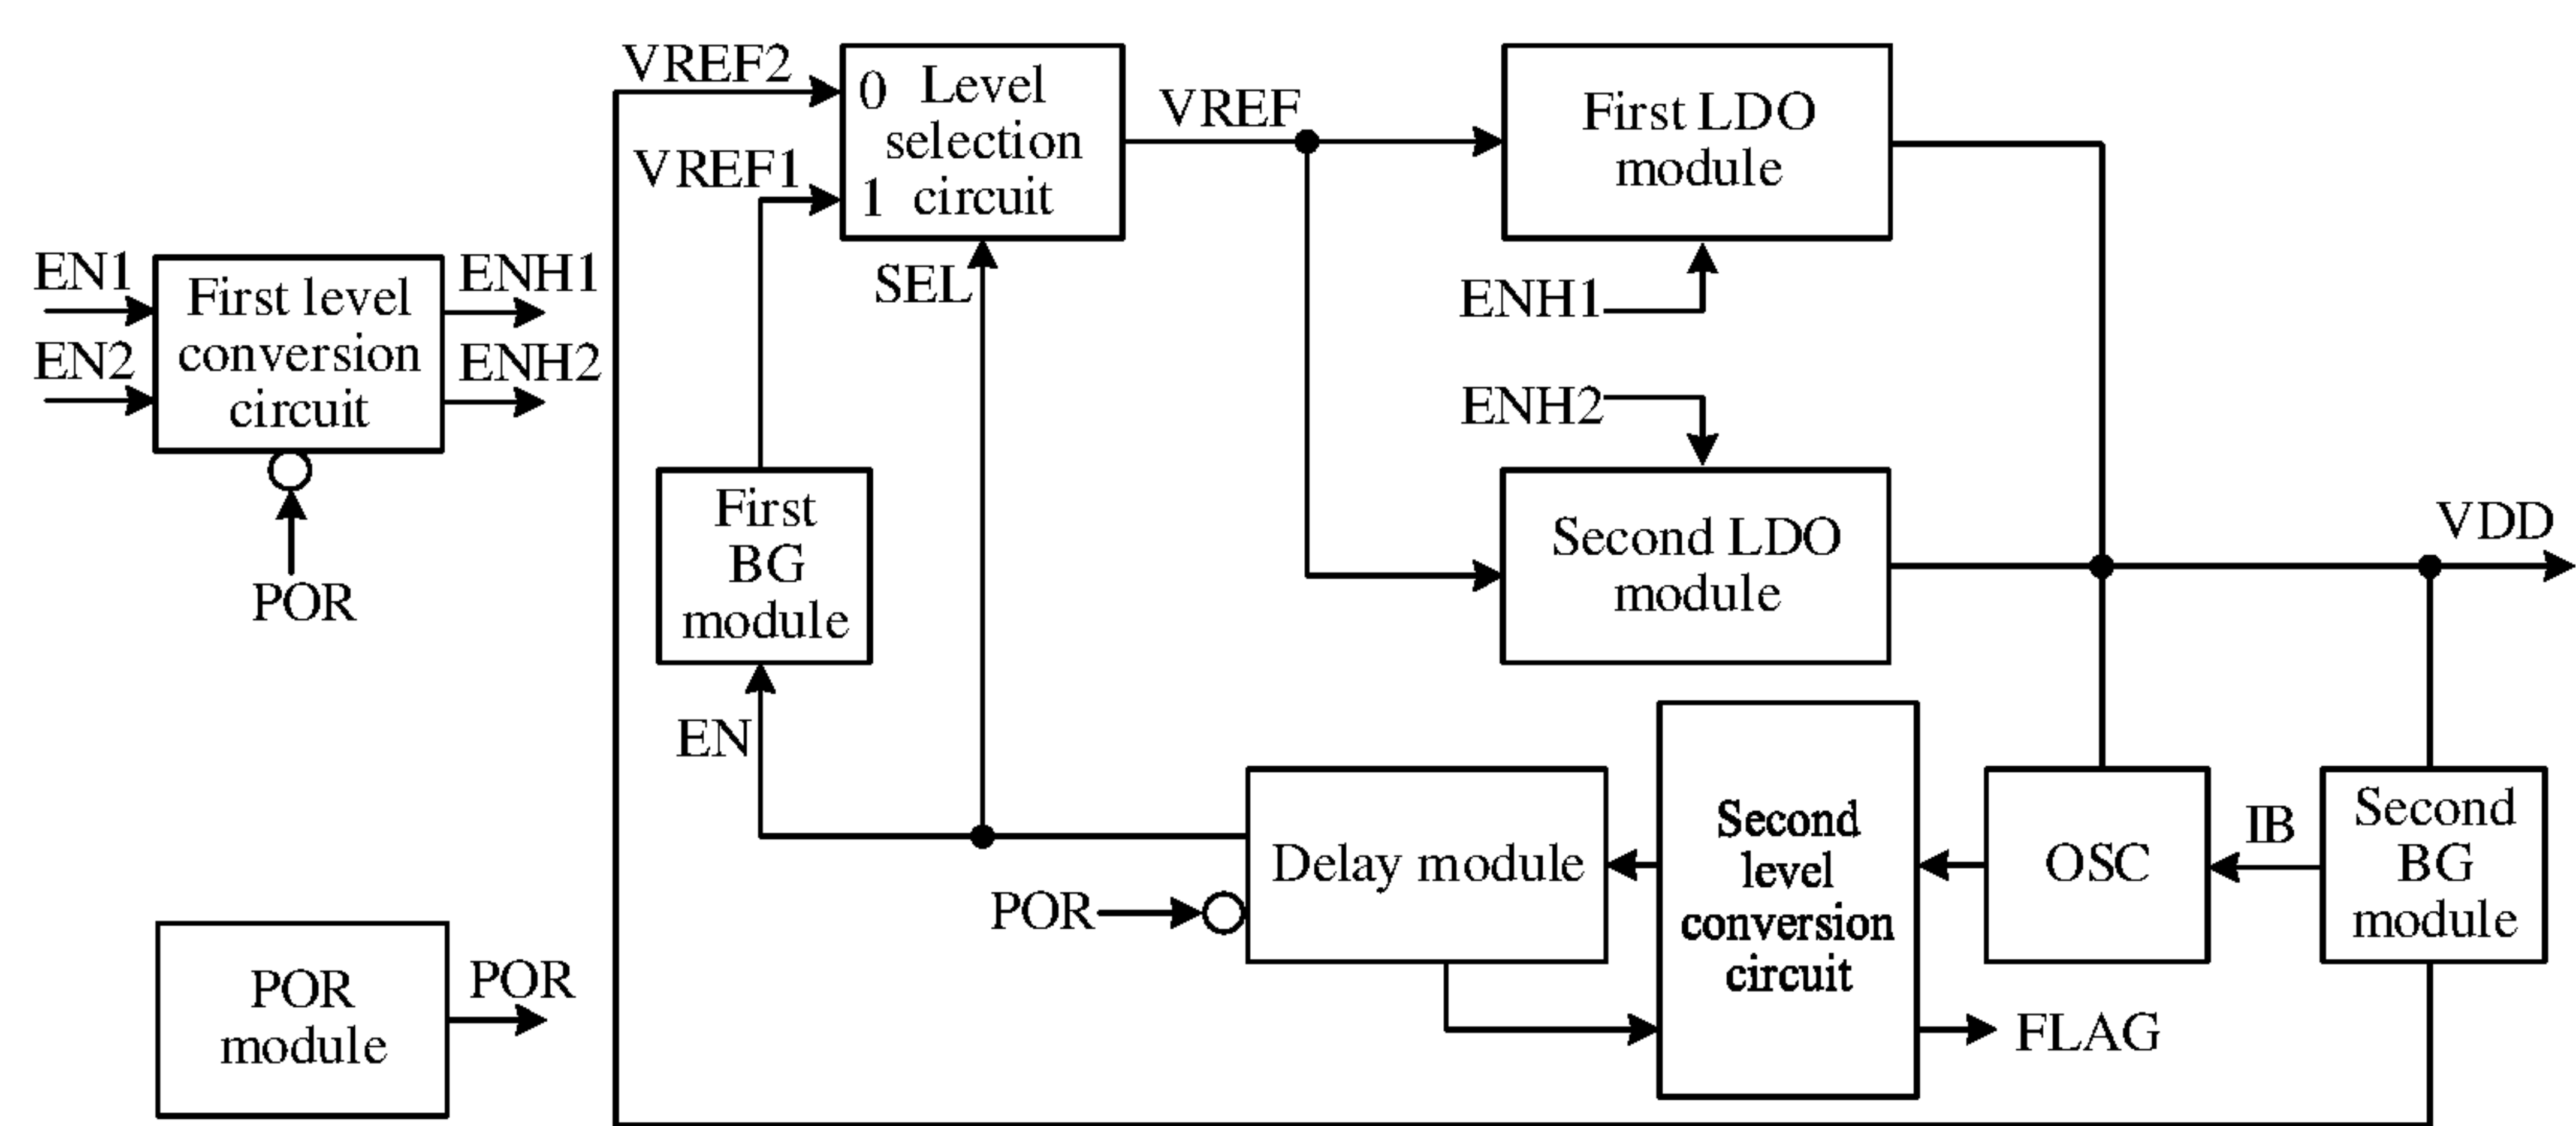 VREF2
0 Level
selection
1 circuit
VREF1
VREF
First LDO
module
EN1
EN2
First level
conversion
circuit
ENH1
ENH2
POR
SEL
ENH1
ENH2
First
BG
module
Second LDO
module
VDD
EN
Delay module
POR
Second
level
conversion
circuit
OSC
IB
Second
BG
module
POR
module
POR
FLAG